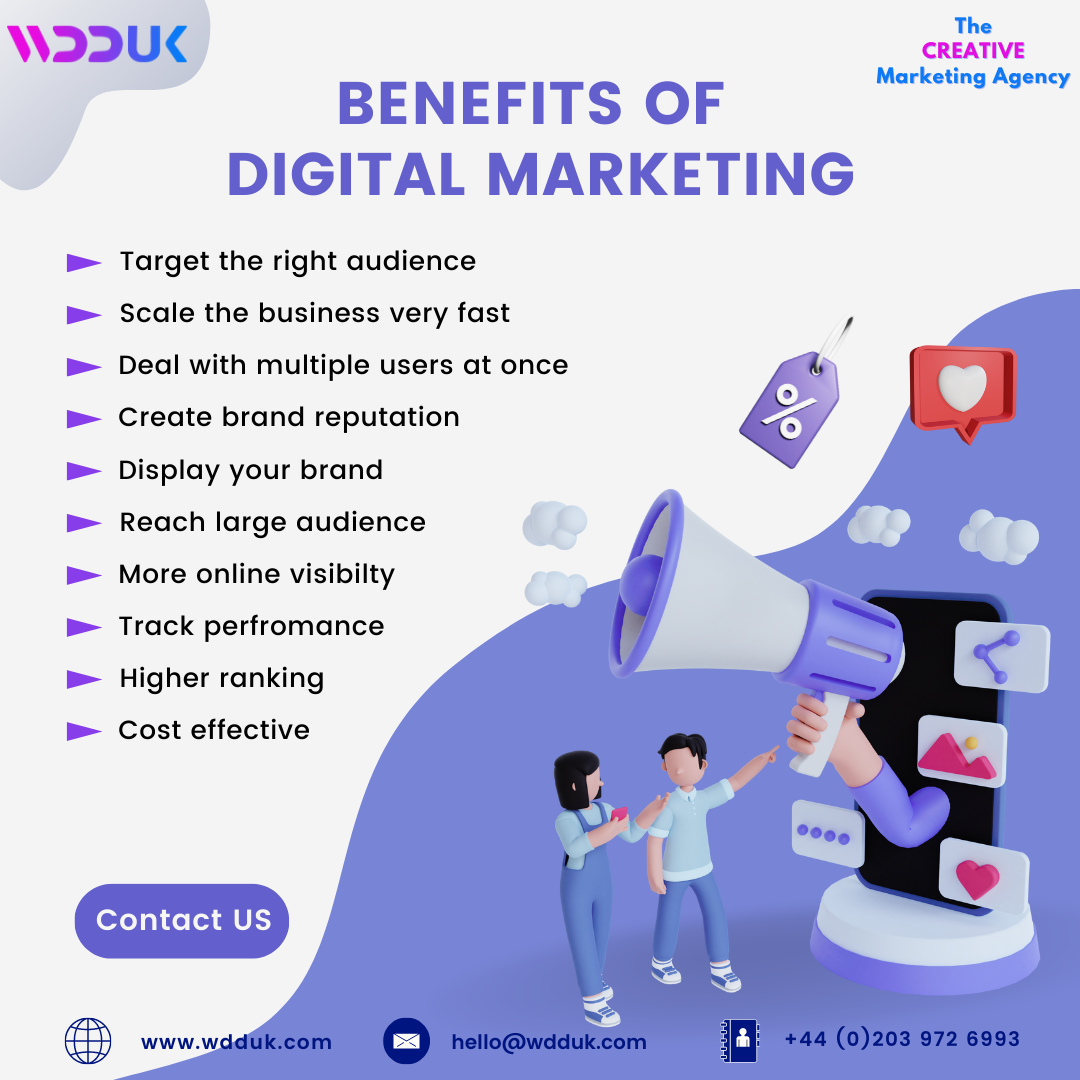 WDDUK
The
CREATIVE
Marketing Agency
BENEFITS OF
DIGITAL MARKETING
Target the right audience
Scale the business very fast
Deal with multiple users at once
Create brand reputation
Display your brand
Reach large audience
More online visibilty
Track perfromance
Higher ranking
Cost effective
%
Contact US
www.wdduk.com
hello@wdduk.com
+44 (0)203 972 6993